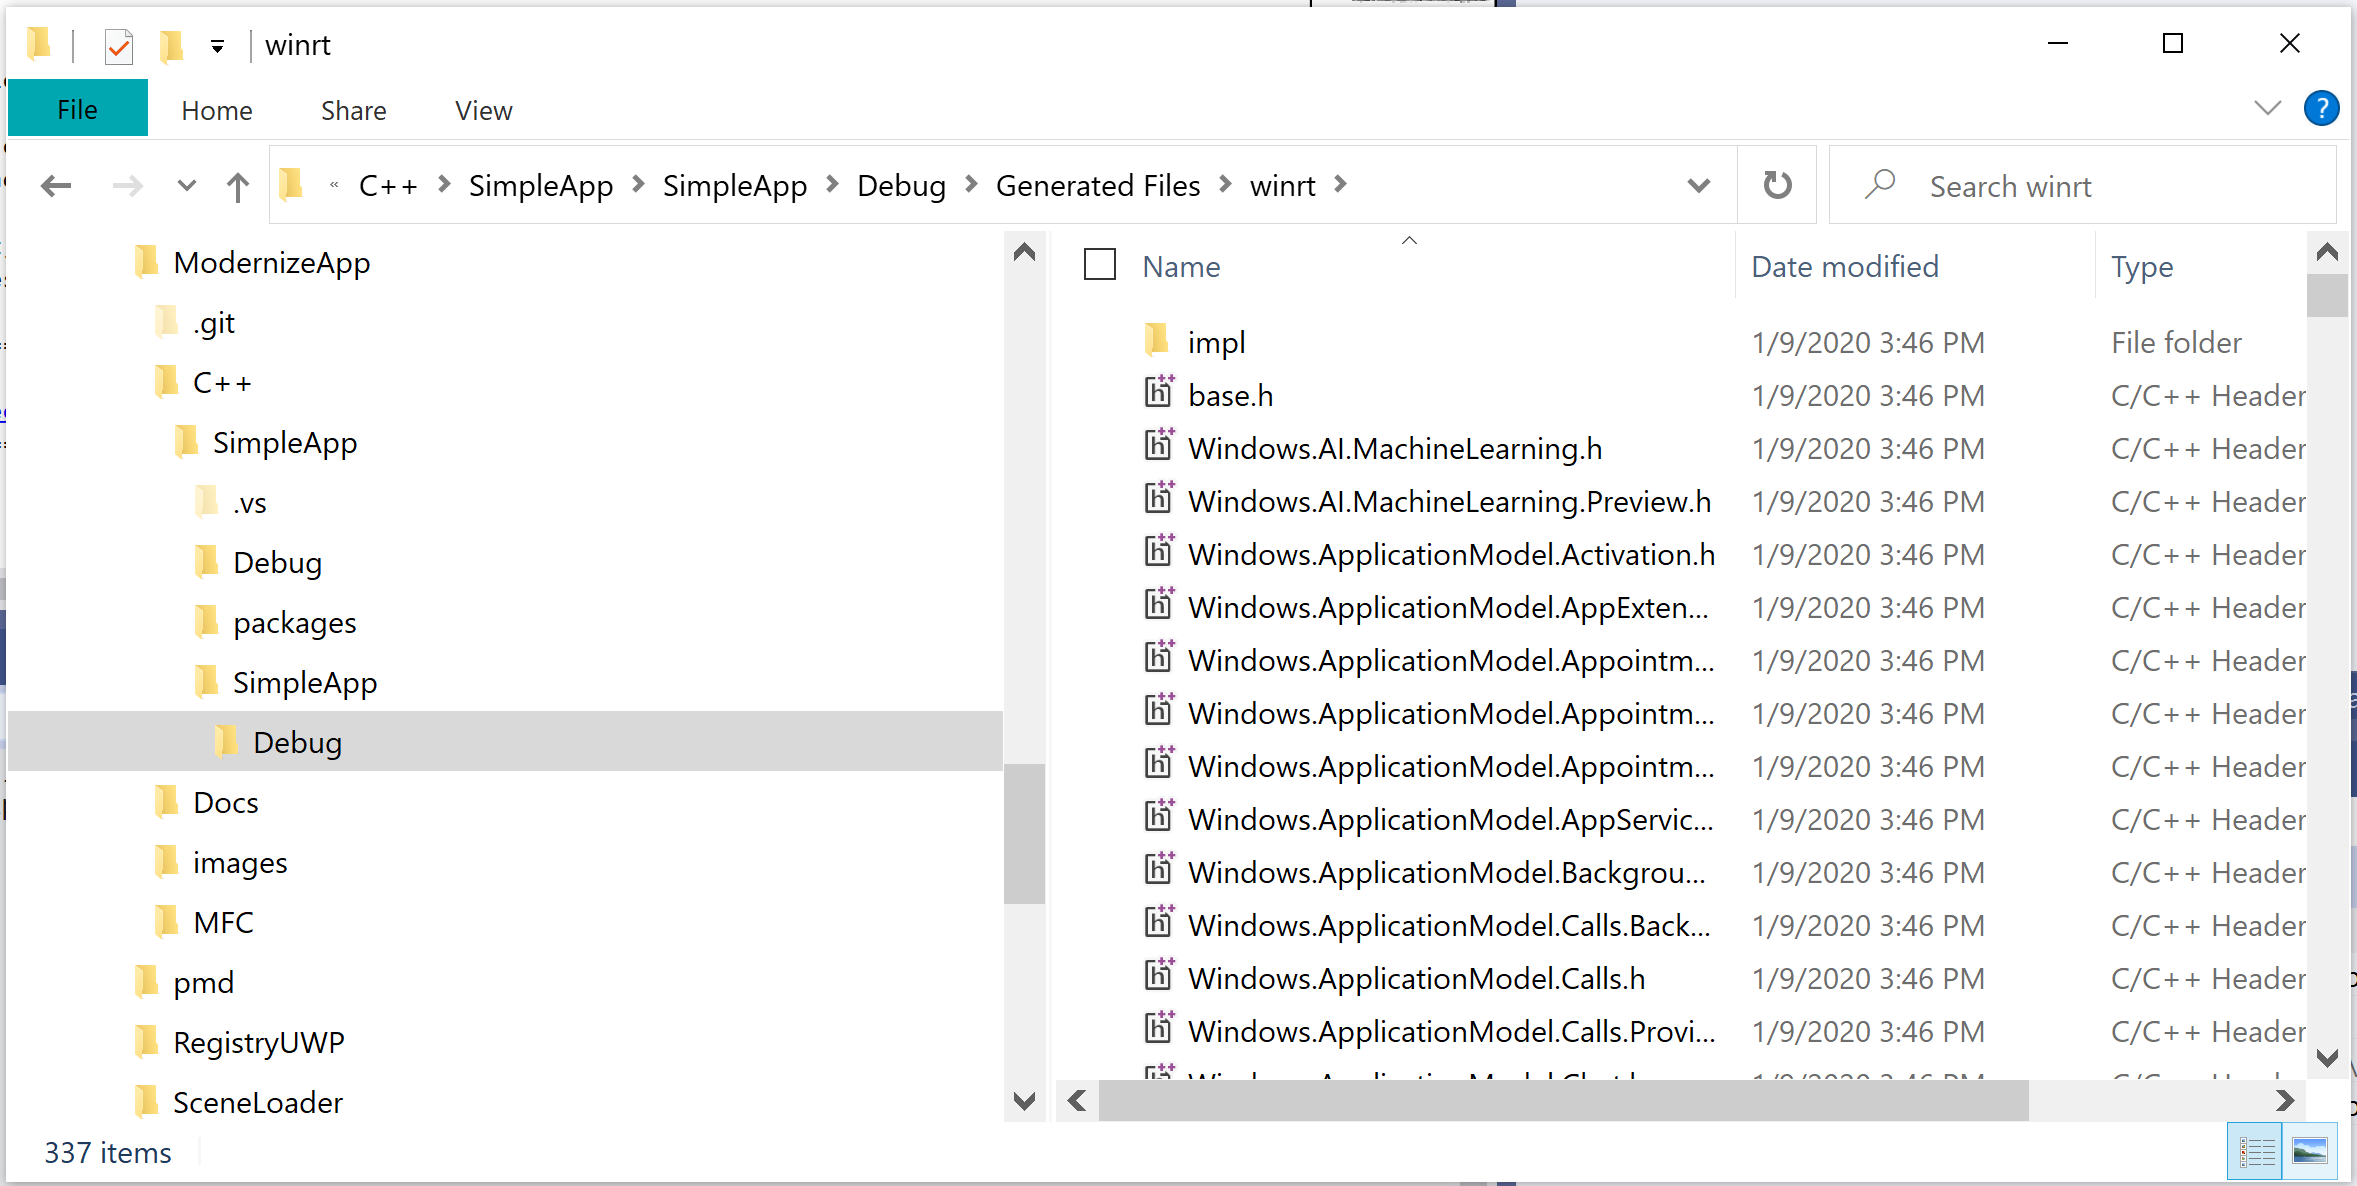 winrt
File Home Share View
« C++ > SimpleApp > SimpleApp > Debug > Generated Files > winrt >
Search winrt
ModernizeApp
.git
C++
SimpleApp
.vs
Debug
packages
SimpleApp
Debug
Docs
images
MFC
pmd
RegistryUWP
SceneLoader
Name Date modified Type
impl 1/9/2020 3:46 PM File folder
base.h 1/9/2020 3:46 PM C/C++ Header
Windows.AI.MachineLearning.h 1/9/2020 3:46 PM C/C++ Header
Windows.AI.MachineLearning.Preview.h 1/9/2020 3:46 PM C/C++ Header
Windows.ApplicationModel.Activation.h 1/9/2020 3:46 PM C/C++ Header
Windows.ApplicationModel.AppExten... 1/9/2020 3:46 PM C/C++ Header
Windows.ApplicationModel.Appointm... 1/9/2020 3:46 PM C/C++ Header
Windows.ApplicationModel.Appointm... 1/9/2020 3:46 PM C/C++ Header
Windows.ApplicationModel.Appointm... 1/9/2020 3:46 PM C/C++ Header
Windows.ApplicationModel.AppServic... 1/9/2020 3:46 PM C/C++ Header
Windows.ApplicationModel.Backgrou... 1/9/2020 3:46 PM C/C++ Header
Windows.ApplicationModel.Calls.Back... 1/9/2020 3:46 PM C/C++ Header
Windows.ApplicationModel.Calls.h 1/9/2020 3:46 PM C/C++ Header
Windows.ApplicationModel.Calls.Provi... 1/9/2020 3:46 PM C/C++ Header
337 items